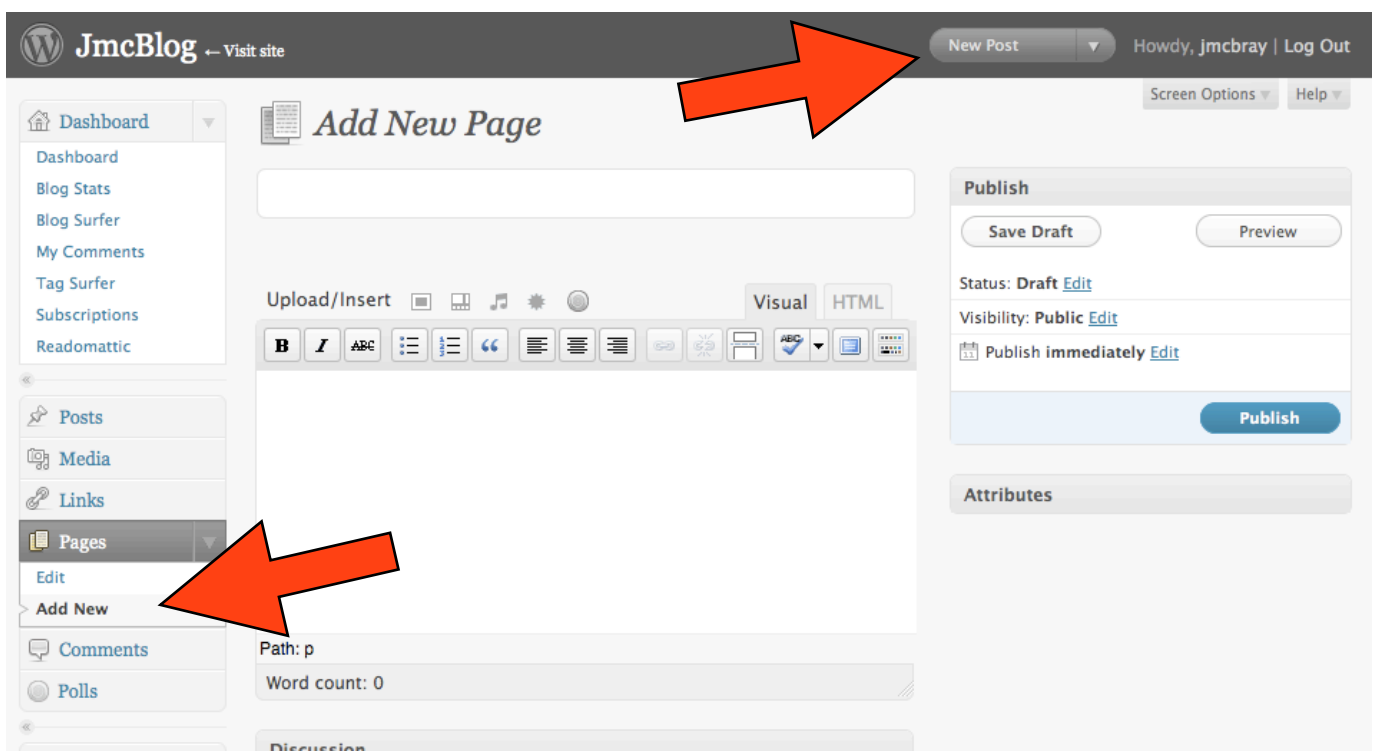 JmcBlog ← Visit site
New Post
Howdy, jmcbray | Log Out
Screen Options
Help
Dashboard
Dashboard
Blog Stats
Blog Surfer
My Comments
Tag Surfer
Subscriptions
Readomattic
Posts
Media
Links
Pages
Edit
Add New
Comments
Polls
Add New Page
Upload/Insert
Visual
HTML
B I ABC
ABC
Path: p
Word count: 0
Discussion
Publish
Save Draft
Preview
Status: Draft Edit
Visibility: Public Edit
11 Publish immediately Edit
Publish
Attributes